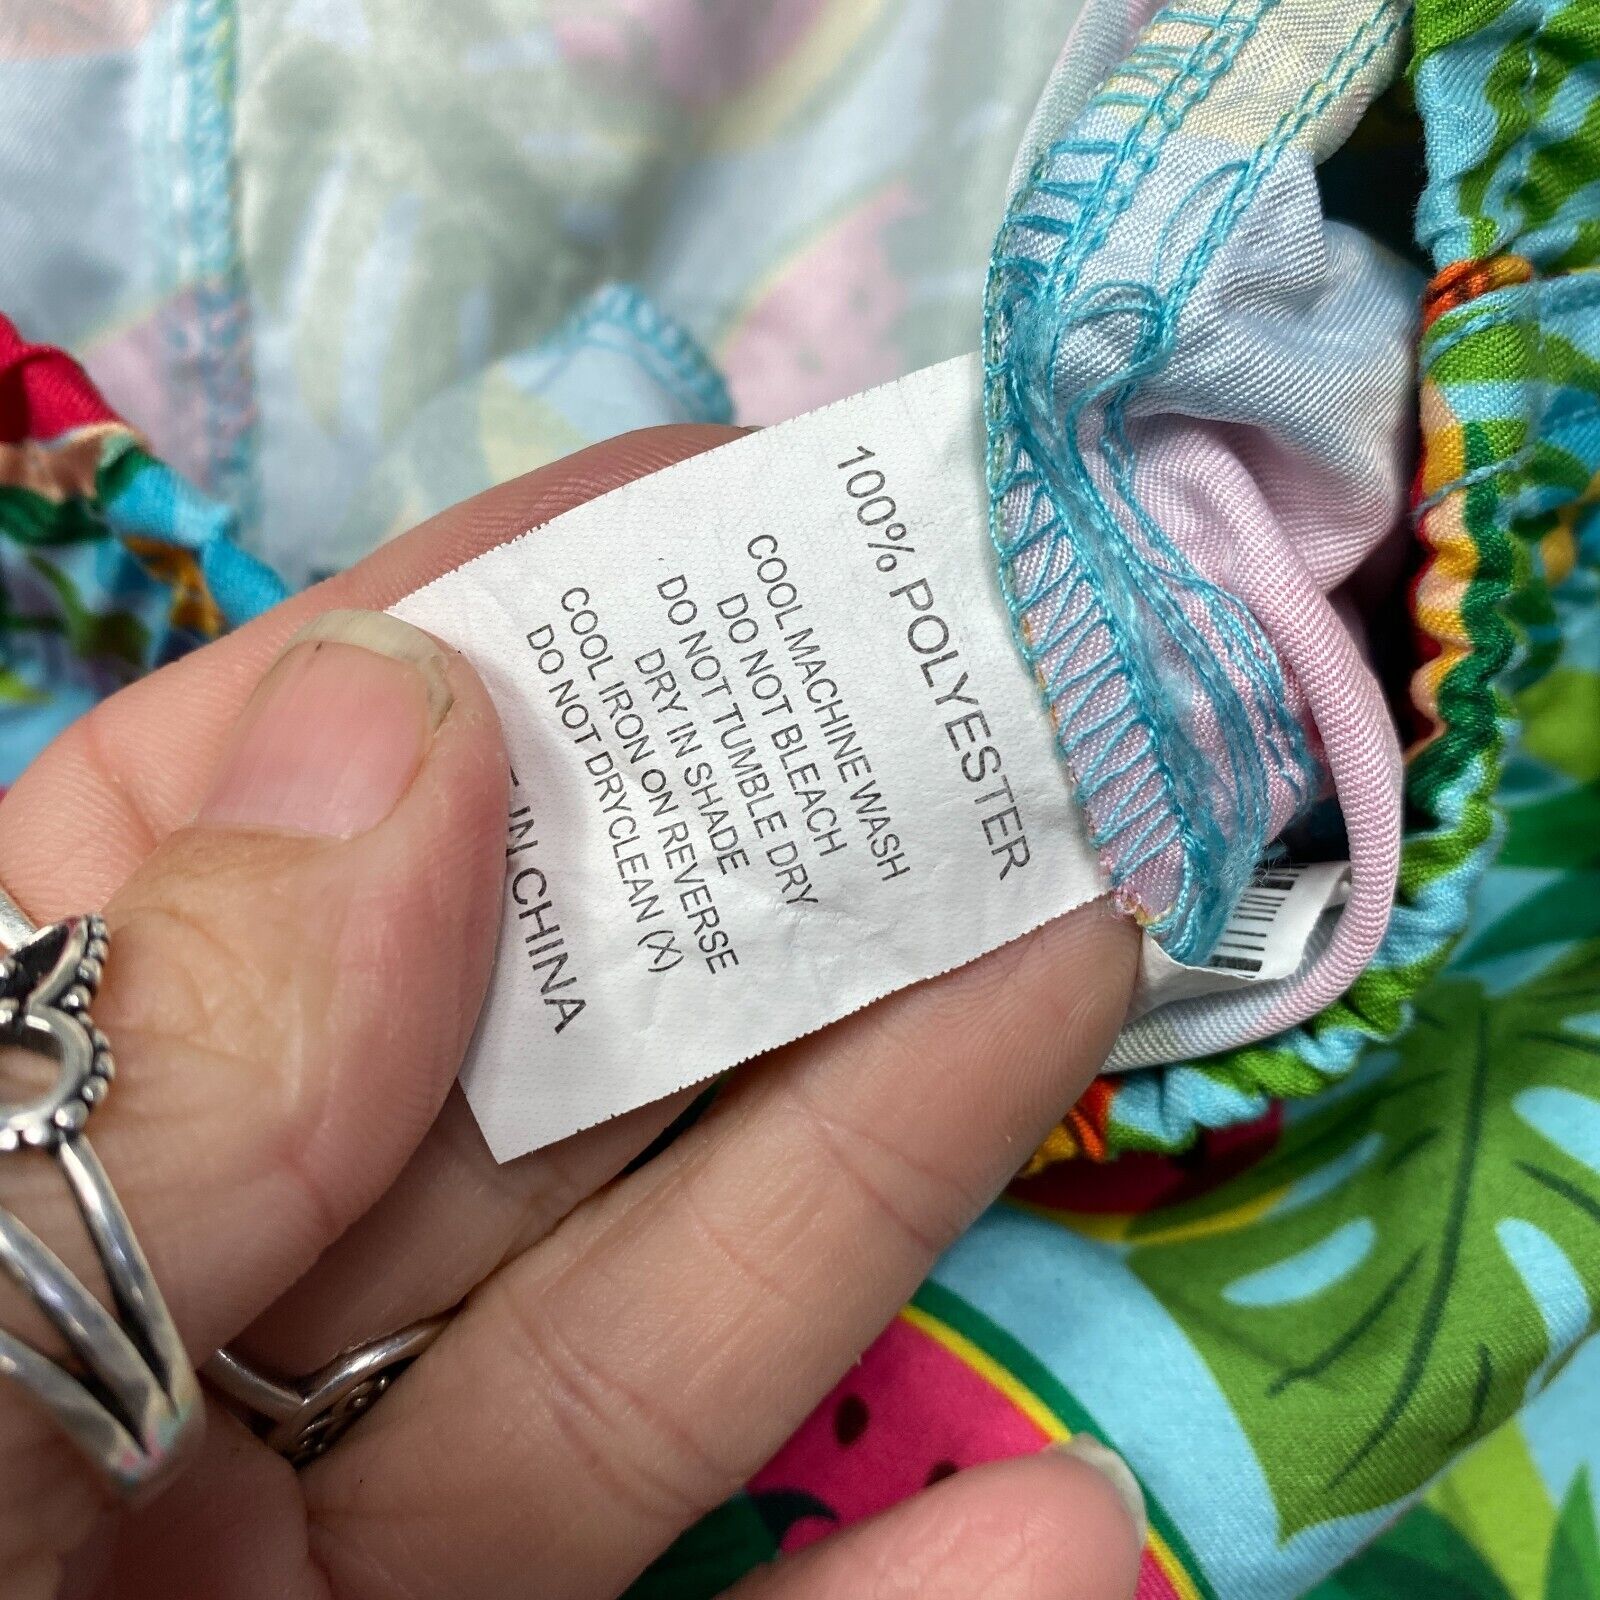 100% POLYESTER
COOL MACHINE WASH
DO NOT BLEACH
DO NOT TUMBLE DRY
DRY IN SHADE
COOL IRON ON REVERSE
DO NOT DRYCLEAN (X)
IN CHINA